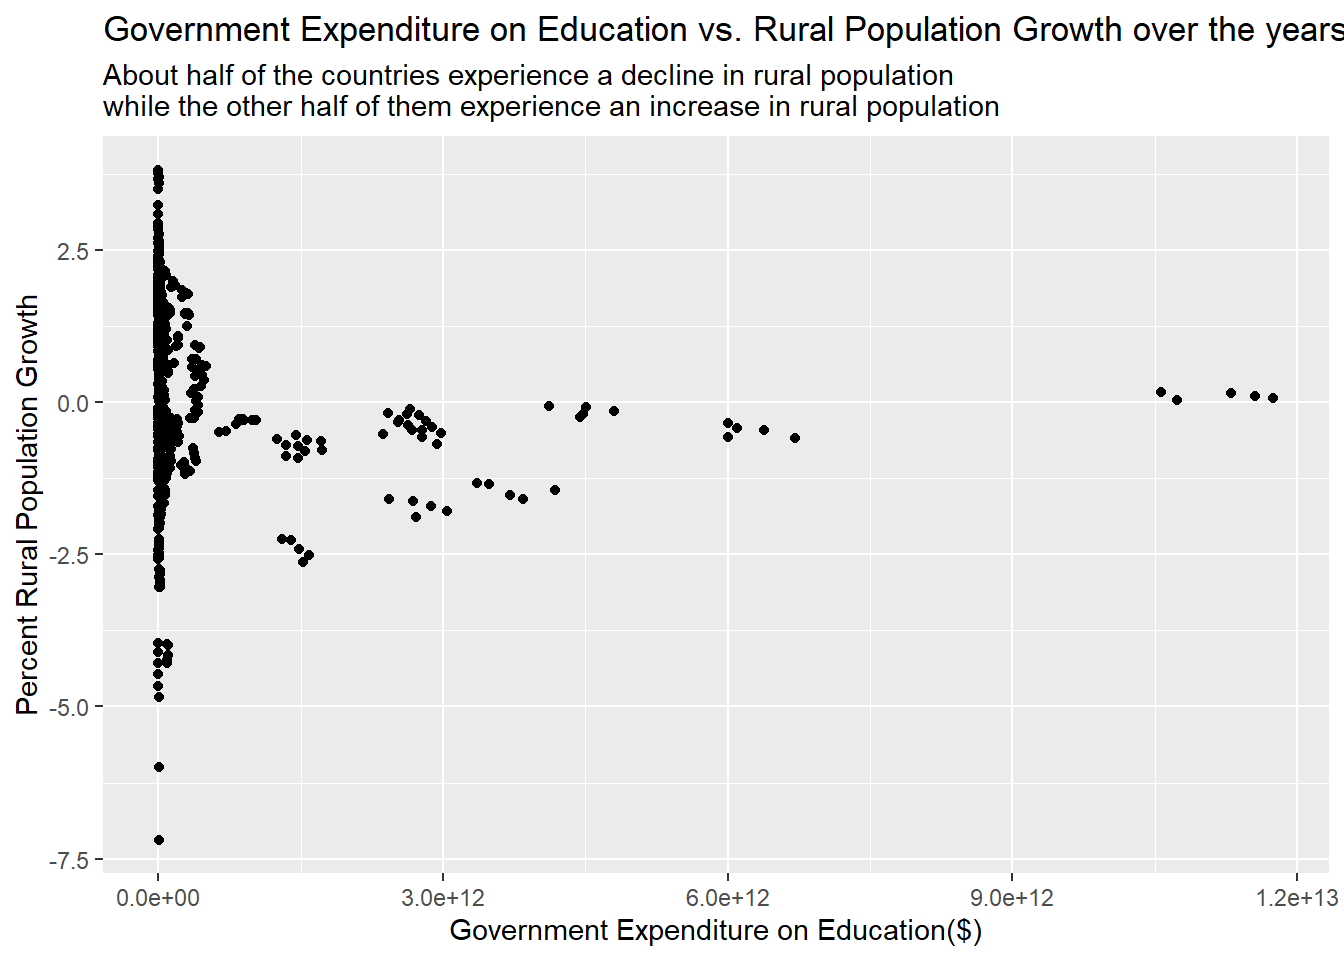 Government Expenditure on Education vs. Rural Population Growth over the years
About half of the countries experience a decline in rural population
while the other half of them experience an increase in rural population
Percent Rural Population Growth
2.5
0.0
-2.5
-5.0
-7.5
0.0e+00 3.0e+12 6.0e+12 9.0e+12 1.2e+13
Government Expenditure on Education($)